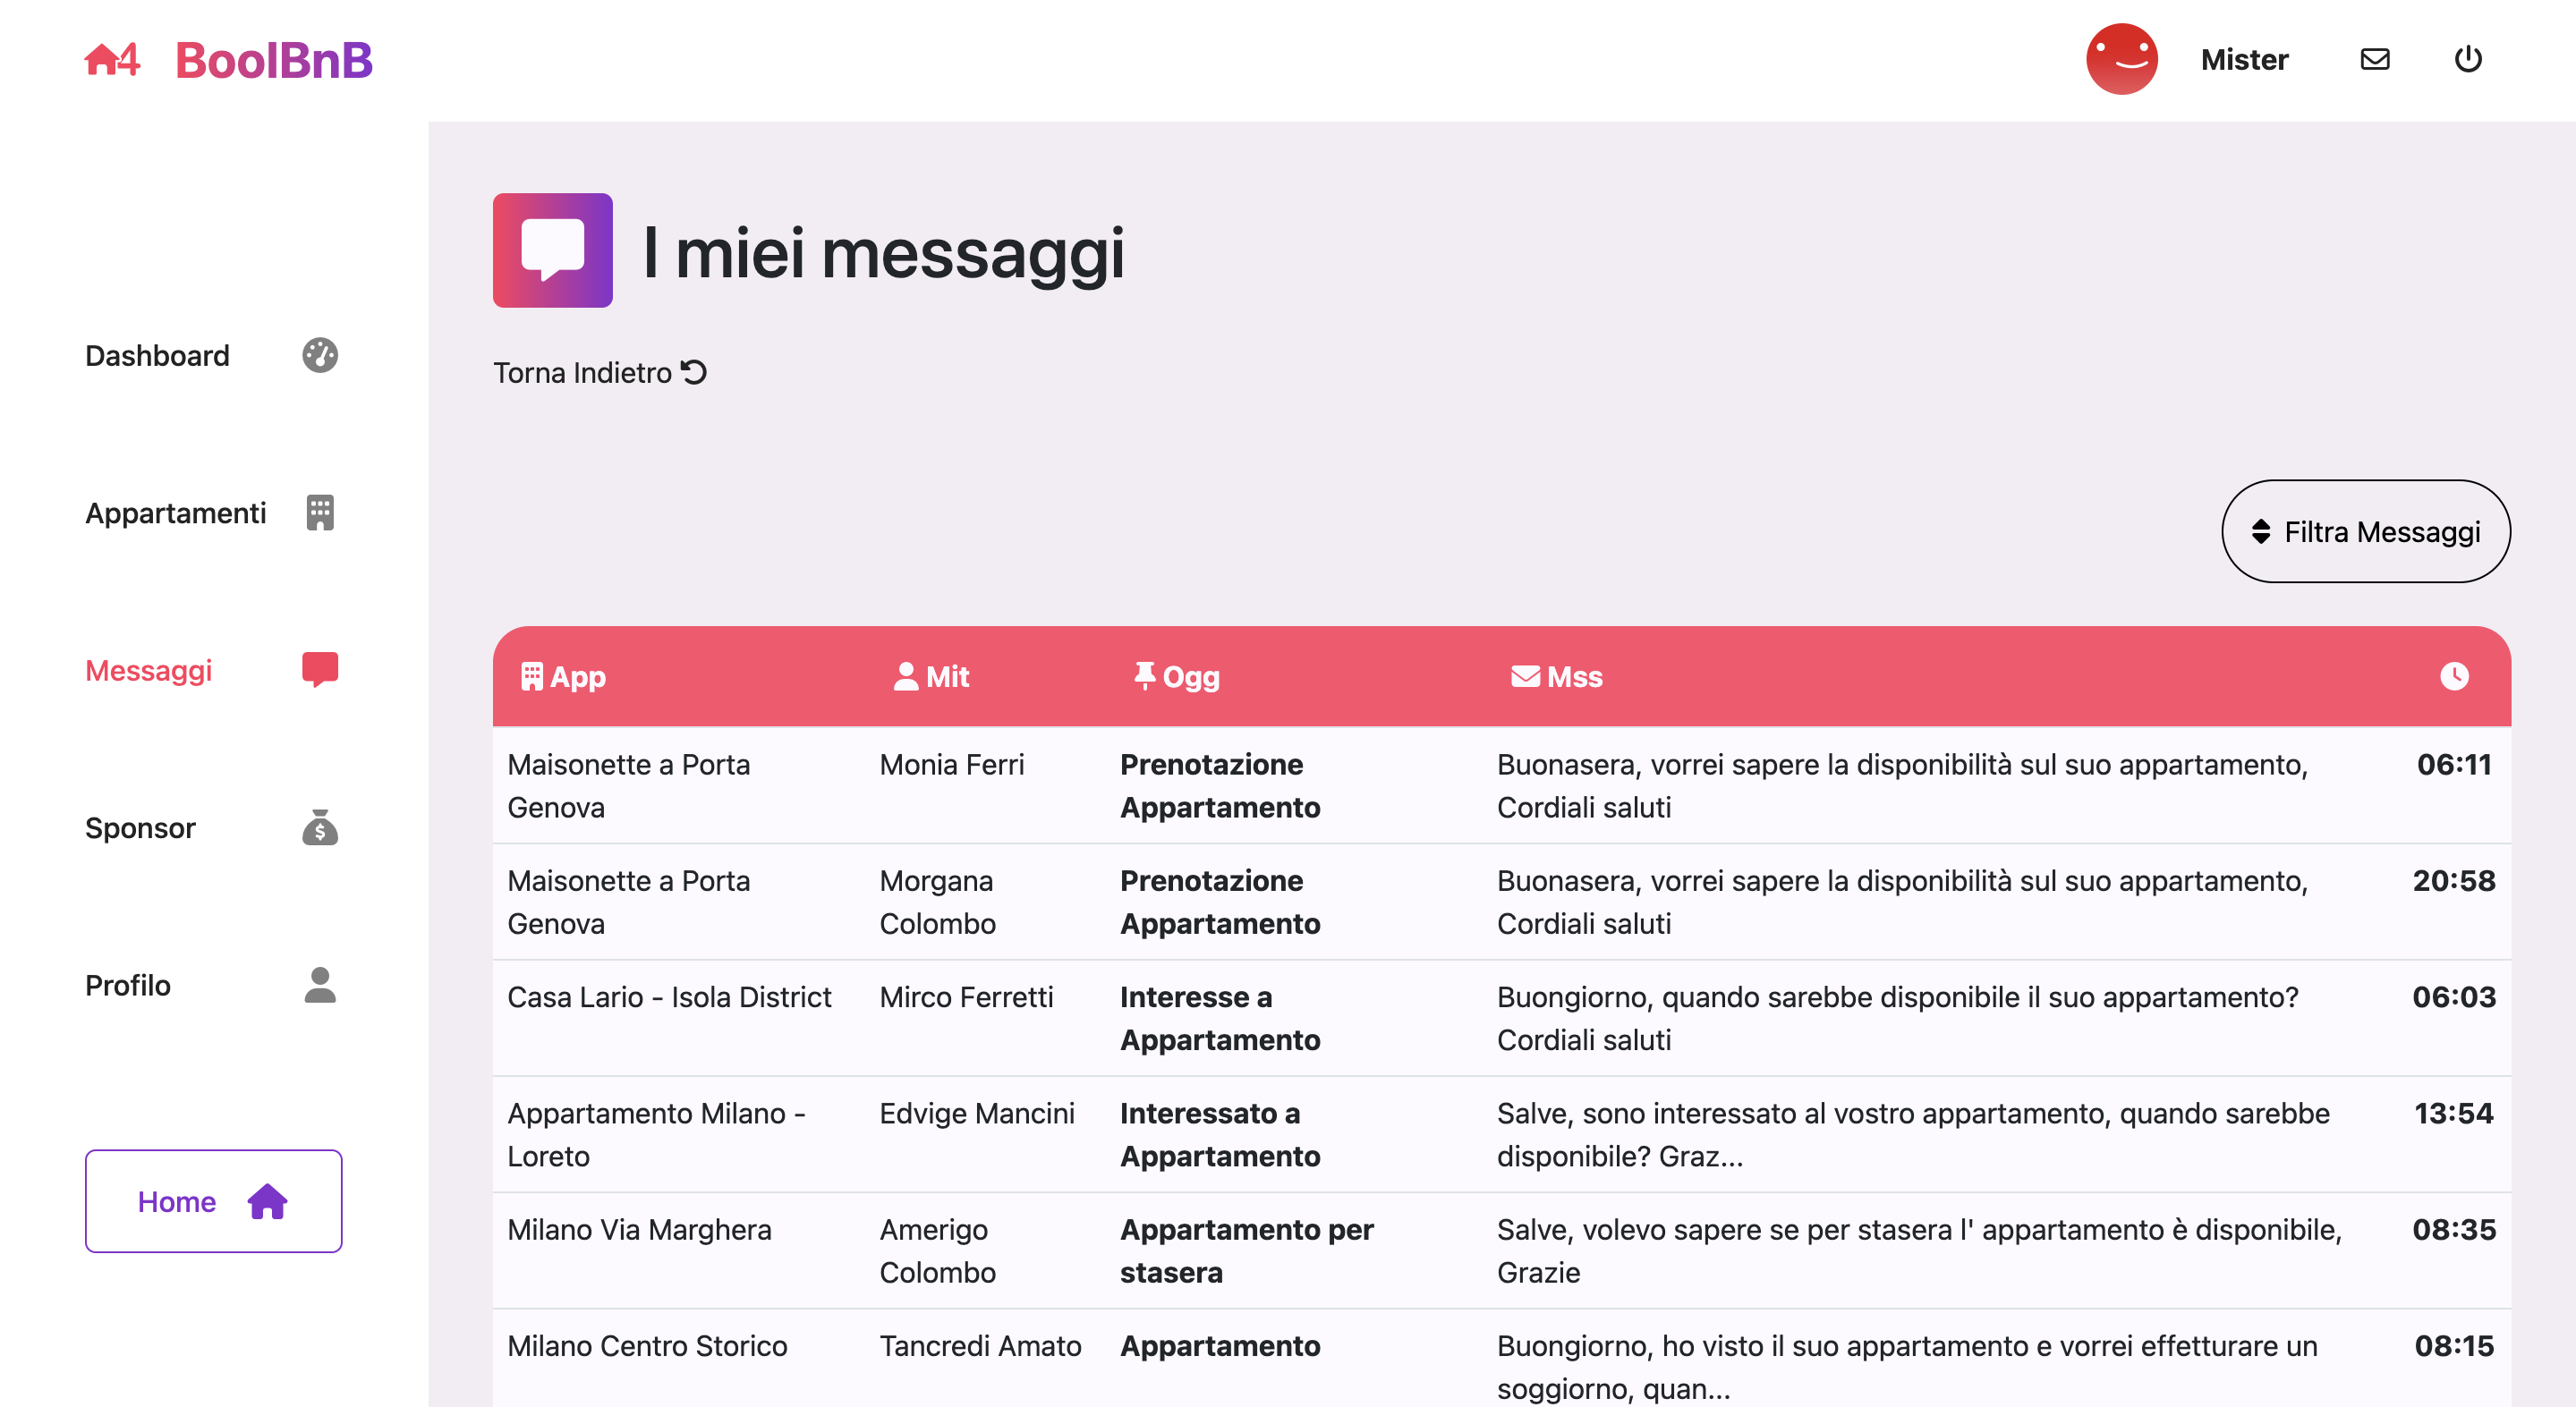 4 BoolBnB
Mister
Dashboard
Appartamenti
Messaggi
Sponsor
Profilo
Home
I miei messaggi
Torna Indietro
Filtra Messaggi
App Mit Ogg Mss
Maisonette a Porta Genova Monia Ferri Prenotazione Appartamento Buonasera, vorrei sapere la disponibilità sul suo appartamento, Cordiali saluti 06:11
Maisonette a Porta Genova Morgana Colombo Prenotazione Appartamento Buonasera, vorrei sapere la disponibilità sul suo appartamento, Cordiali saluti 20:58
Casa Lario - Isola District Mirco Ferretti Interesse a Appartamento Buongiorno, quando sarebbe disponibile il suo appartamento? Cordiali saluti 06:03
Appartamento Milano - Loreto Edvige Mancini Interessato a Appartamento Salve, sono interessato al vostro appartamento, quando sarebbe disponibile? Graz... 13:54
Milano Via Marghera Amerigo Colombo Appartamento per stasera Salve, volevo sapere se per stasera l' appartamento è disponibile, Grazie 08:35
Milano Centro Storico Tancredi Amato Appartamento Buongiorno, ho visto il suo appartamento e vorrei effetturare un soggiorno, quan... 08:15